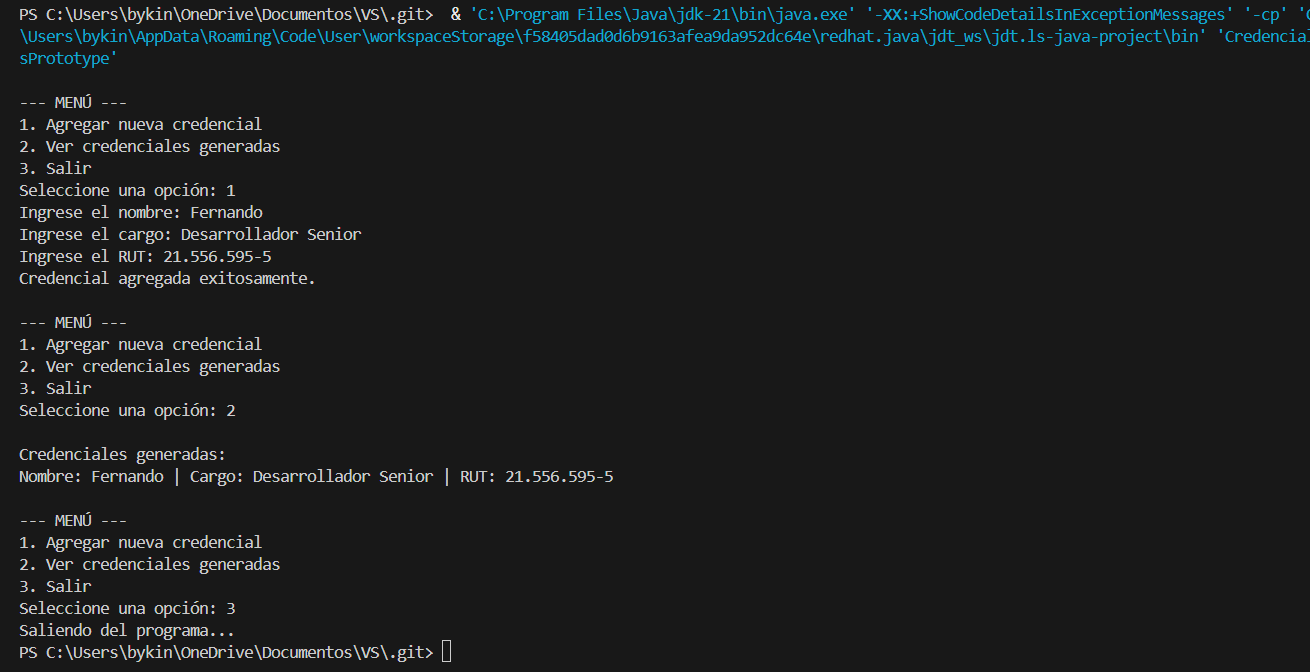 PS C:\Users\bykin\OneDrive\Documentos\VS\.git>  & 'C:\Program Files\Java\jdk-21\bin\java.exe' '-XX:+ShowCodeDetailsInExceptionMessages' '-cp' 'C
\Users\bykin\AppData\Roaming\Code\User\workspaceStorage\f58405dad0d6b9163afea9da952dc64e\redhat.java\jdt_ws\jdt.ls-java-project\bin' 'Credencial
sPrototype'
--- MENÚ ---
1. Agregar nueva credencial
2. Ver credenciales generadas
3. Salir
Seleccione una opción: 1
Ingrese el nombre: Fernando
Ingrese el cargo: Desarrollador Senior
Ingrese el RUT: 21.556.595-5
Credencial agregada exitosamente.
--- MENÚ ---
1. Agregar nueva credencial
2. Ver credenciales generadas
3. Salir
Seleccione una opción: 2
Credenciales generadas:
Nombre: Fernando | Cargo: Desarrollador Senior | RUT: 21.556.595-5
--- MENÚ ---
1. Agregar nueva credencial
2. Ver credenciales generadas
3. Salir
Seleccione una opción: 3
Saliendo del programa...
PS C:\Users\bykin\OneDrive\Documentos\VS\.git>